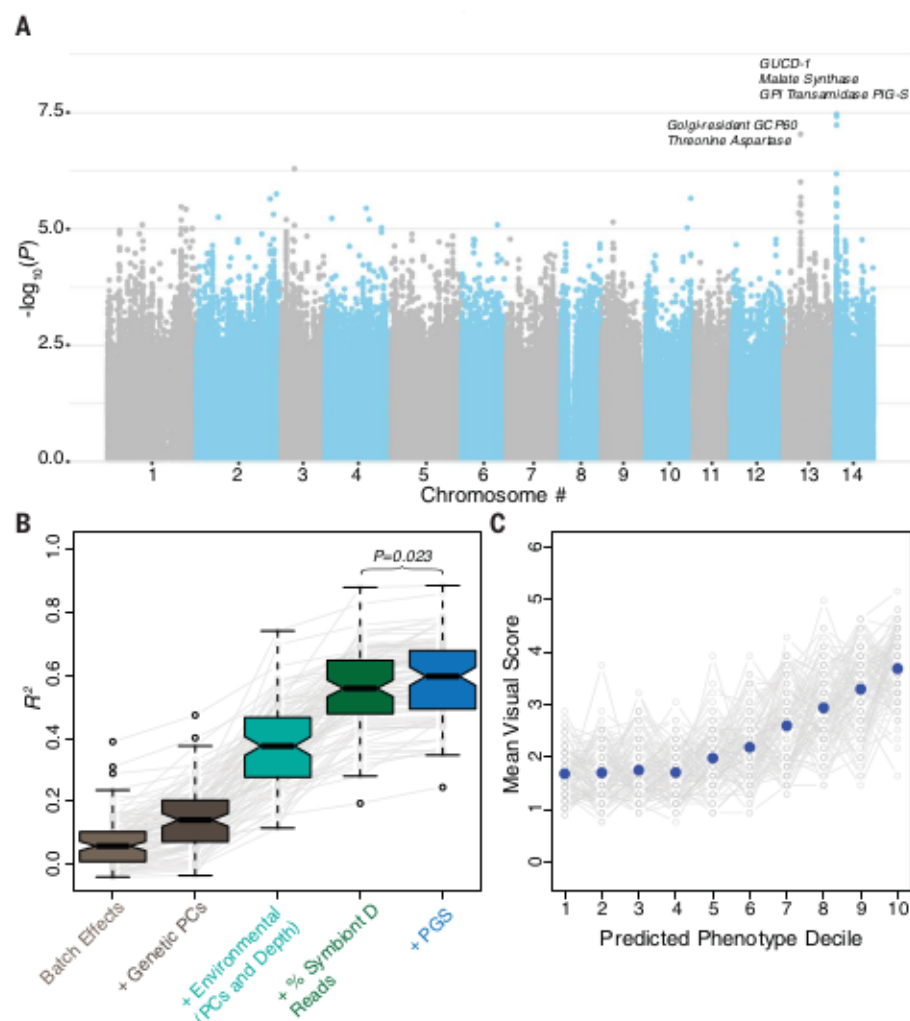 A
GUCD-1
Malate Synthase
GPI Transamidase PIG-S
7.5
Golgi-resident GCP60
Threonine Aspartase
5.0
-log10(P)
2.5
0.0
1 2 3 4 5 6 7 8 9 10 11 12 13 14
Chromosome #
B
1.0
P=0.023
0.8
0.6
R2
0.4
0.2
0.0
Batch Effects
+ Genetic PCs
+ Environmental
(PCs and Depth)
+ % Symbiont D
Reads
+ PGS
C
6
5
4
Mean Visual Score
3
2
1
0
1 2 3 4 5 6 7 8 9 10
Predicted Phenotype Decile